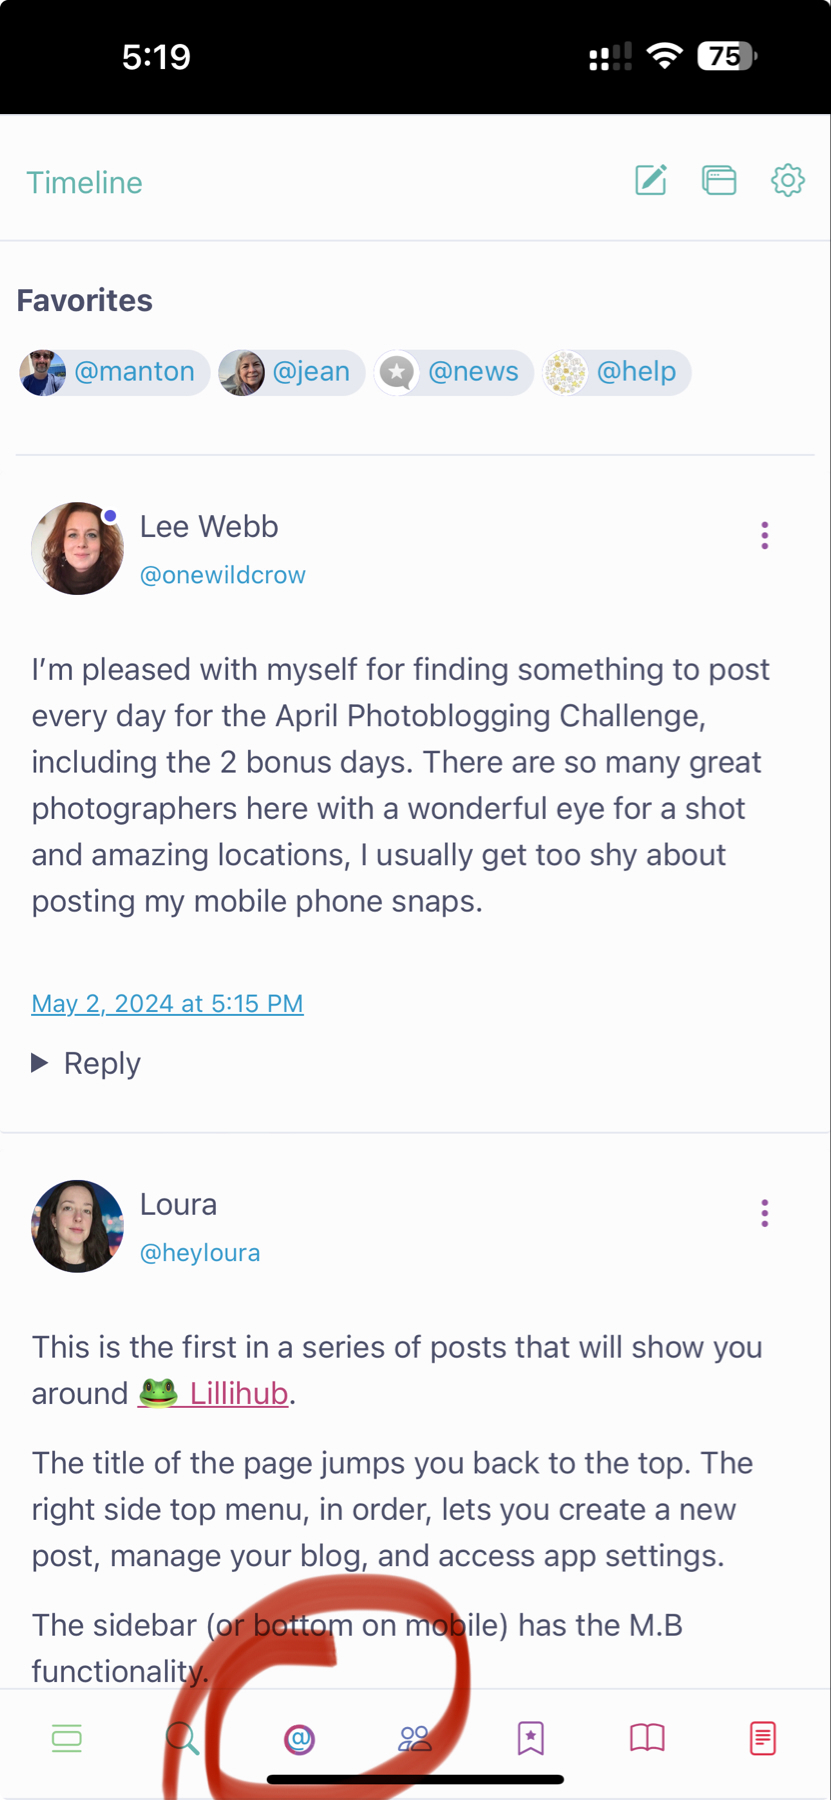 5:19
75
Timeline
Favorites
@manton @jean @news @help
Lee Webb
@onewildcrow
I’m pleased with myself for finding something to post
every day for the April Photoblogging Challenge,
including the 2 bonus days. There are so many great
photographers here with a wonderful eye for a shot
and amazing locations, I usually get too shy about
posting my mobile phone snaps.
May 2, 2024 at 5:15 PM
Reply
Loura
@heyloura
This is the first in a series of posts that will show you
around 🐸 Lillihub.
The title of the page jumps you back to the top. The
right side top menu, in order, lets you create a new
post, manage your blog, and access app settings.
The sidebar (or bottom on mobile) has the M.B
functionality.
@